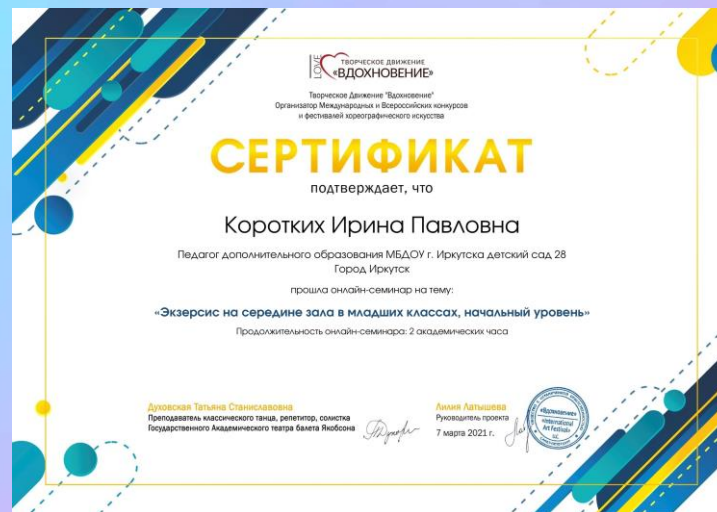 LOVE
ТВОРЧЕСКОЕ ДВИЖЕНИЕ
«ВДОХНОВЕНИЕ»
Творческое Движение "Вдохновение"
Организатор Международных и Всероссийских конкурсов
и фестивалей хореографического искусства
СЕРТИФИКАТ
подтверждает, что
Коротких Ирина Павловна
Педагог дополнительного образования МБДОУ г. Иркутска детский сад 28
Город Иркутск
прошла онлайн-семинар на тему:
«Экзерсис на середине зала в младших классах, начальный уровень»
Продолжительность онлайн-семинара: 2 академических часа
Духовская Татьяна Станиславовна
Преподаватель классического танца, репетитор, солистка
Государственного Академического театра балета Якобсона
Лилия Латышева
Руководитель проекта
7 марта 2021 г.
«Вдохновение»
«International
Art Festival»
LLC